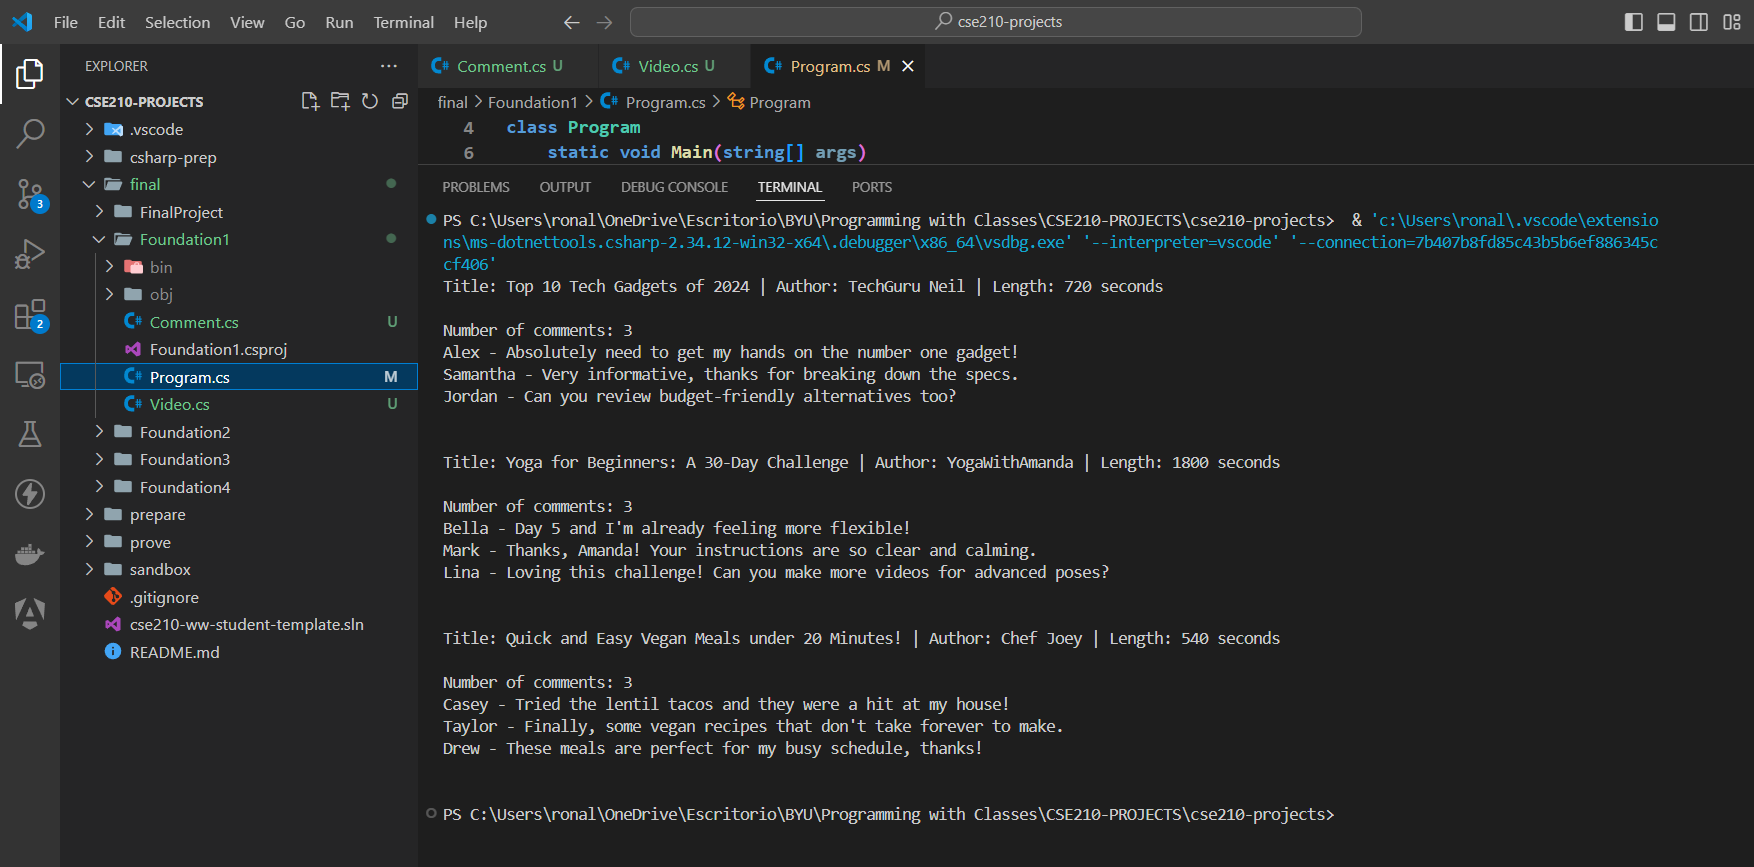 File Edit Selection View Go Run Terminal Help
cse210-projects
EXPLORER
CSE210-PROJECTS
.vscode
csharp-prep
final
FinalProject
Foundation1
bin
obj
Comment.cs U
Foundation1.csproj
Program.cs M
Video.cs U
Foundation2
Foundation3
Foundation4
prepare
prove
sandbox
.gitignore
cse210-ww-student-template.sln
README.md
3
2
Comment.cs U Video.cs U Program.cs M
final > Foundation1 > Program.cs > Program
4 class Program
6 static void Main(string[] args)
PROBLEMS OUTPUT DEBUG CONSOLE TERMINAL PORTS
PS C:\Users\ronal\OneDrive\Escritorio\BYU\Programming with Classes\CSE210-PROJECTS\cse210-projects> & 'c:\Users\ronal\.vscode\extensio
ns\ms-dotnettools.csharp-2.34.12-win32-x64\.debugger\x86_64\vsdbg.exe' '--interpreter=vscode' '--connection=7b407b8fd85c43b5b6ef886345c
cf406'
Title: Top 10 Tech Gadgets of 2024 | Author: TechGuru Neil | Length: 720 seconds
Number of comments: 3
Alex - Absolutely need to get my hands on the number one gadget!
Samantha - Very informative, thanks for breaking down the specs.
Jordan - Can you review budget-friendly alternatives too?
Title: Yoga for Beginners: A 30-Day Challenge | Author: YogaWithAmanda | Length: 1800 seconds
Number of comments: 3
Bella - Day 5 and I'm already feeling more flexible!
Mark - Thanks, Amanda! Your instructions are so clear and calming.
Lina - Loving this challenge! Can you make more videos for advanced poses?
Title: Quick and Easy Vegan Meals under 20 Minutes! | Author: Chef Joey | Length: 540 seconds
Number of comments: 3
Casey - Tried the lentil tacos and they were a hit at my house!
Taylor - Finally, some vegan recipes that don't take forever to make.
Drew - These meals are perfect for my busy schedule, thanks!
PS C:\Users\ronal\OneDrive\Escritorio\BYU\Programming with Classes\CSE210-PROJECTS\cse210-projects>